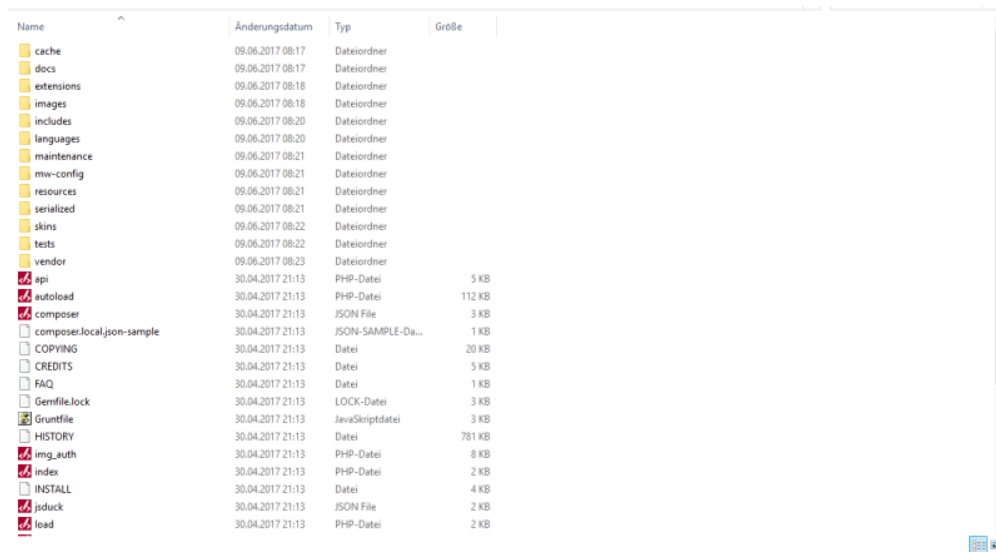 Name Änderungsdatum Typ Größe
cache 09.06.2017 08:17 Dateiordner
docs 09.06.2017 08:17 Dateiordner
extensions 09.06.2017 08:18 Dateiordner
images 09.06.2017 08:18 Dateiordner
includes 09.06.2017 08:20 Dateiordner
languages 09.06.2017 08:20 Dateiordner
maintenance 09.06.2017 08:21 Dateiordner
mw-config 09.06.2017 08:21 Dateiordner
resources 09.06.2017 08:21 Dateiordner
serialized 09.06.2017 08:21 Dateiordner
skins 09.06.2017 08:22 Dateiordner
tests 09.06.2017 08:22 Dateiordner
vendor 09.06.2017 08:23 Dateiordner
api 30.04.2017 21:13 PHP-Datei 5 KB
autoload 30.04.2017 21:13 PHP-Datei 112 KB
composer 30.04.2017 21:13 JSON File 3 KB
composer.local.json-sample 30.04.2017 21:13 JSON-SAMPLE-Da... 1 KB
COPYING 30.04.2017 21:13 Datei 20 KB
CREDITS 30.04.2017 21:13 Datei 5 KB
FAQ 30.04.2017 21:13 Datei 1 KB
Gemfile.lock 30.04.2017 21:13 LOCK-Datei 3 KB
Gruntfile 30.04.2017 21:13 JavaSkriptdatei 3 KB
HISTORY 30.04.2017 21:13 Datei 781 KB
img_auth 30.04.2017 21:13 PHP-Datei 8 KB
index 30.04.2017 21:13 PHP-Datei 2 KB
INSTALL 30.04.2017 21:13 Datei 4 KB
jsduck 30.04.2017 21:13 JSON File 2 KB
load 30.04.2017 21:13 PHP-Datei 2 KB